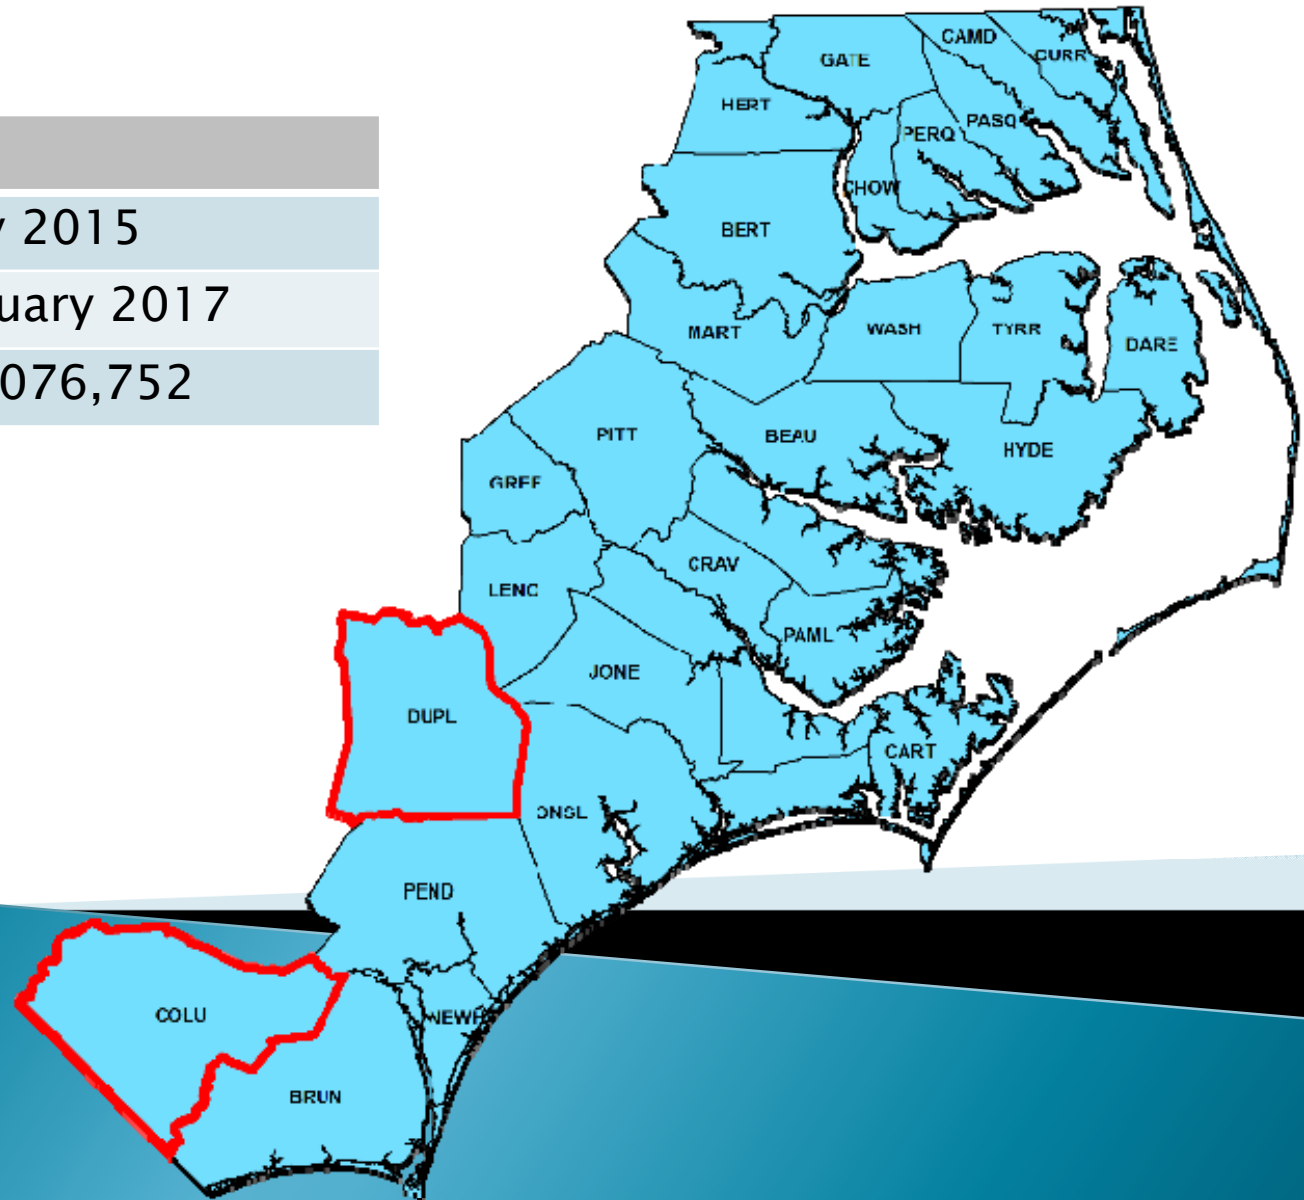 y 2015
uary 2017
076,752
CAMD
GATE
CURR
HERT
PASQ
PERQ
CHOW
BERT
MART
WASH
TYRR
DARE
PITT
BEAU
HYDE
GREE
CRAV
LENC
PAML
JONE
DUPL
CART
ONSL
PEND
COLU
NEWH
BRUN